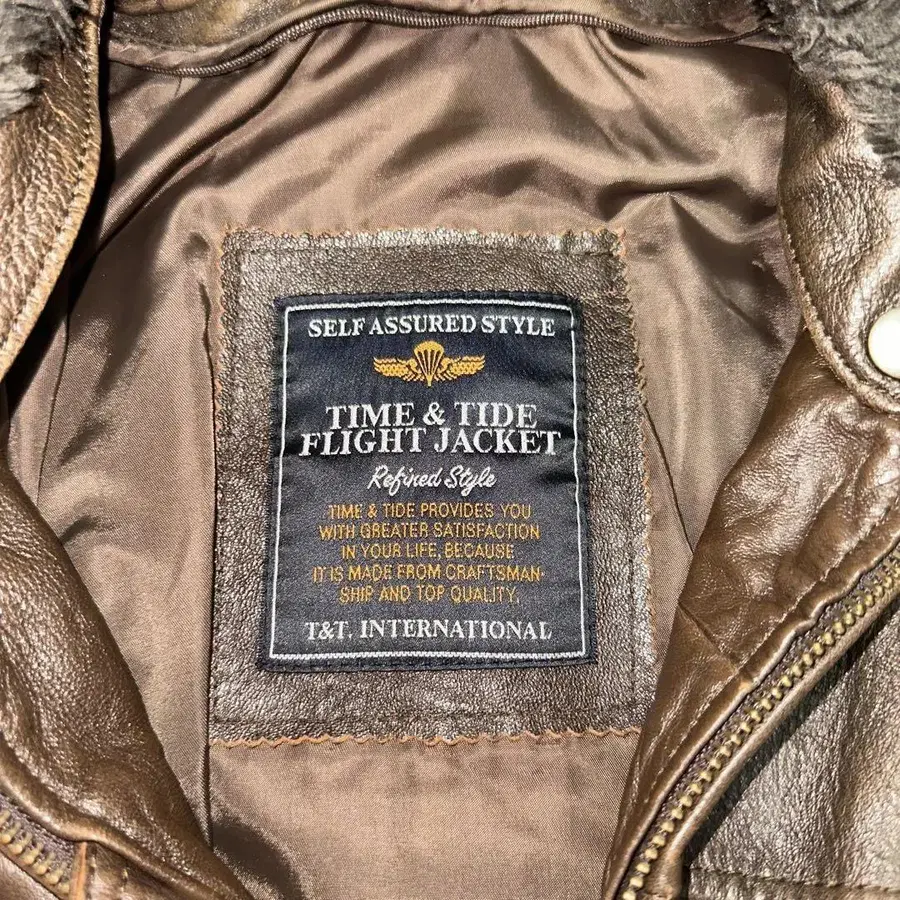 SELF ASSURED STYLE
TIME & TIDE
FLIGHT JACKET
Refined Style
TIME & TIDE PROVIDES YOU
WITH GREATER SATISFACTION
IN YOUR LIFE, BECAUSE
IT IS MADE FROM CRAFTSMAN-
SHIP AND TOP QUALITY.
T&T. INTERNATIONAL